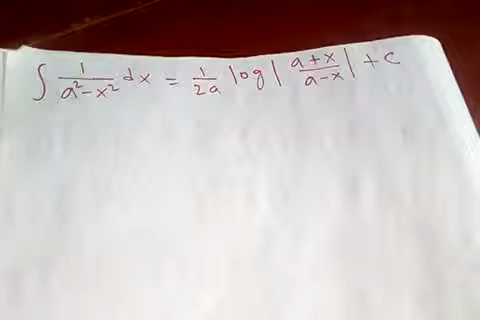 ∫ 1/(a²-x²) dx = 1/2a log | (a+x)/(a-x) | + c